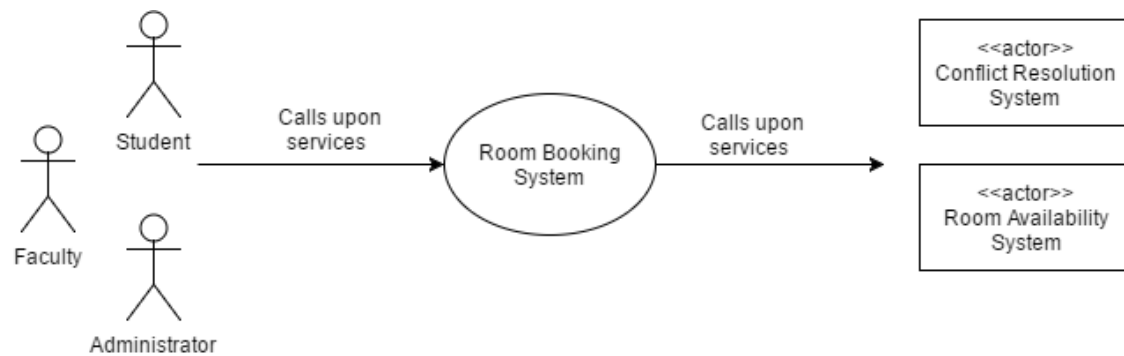 Student
Faculty
Administrator
Calls upon
services
Room Booking
System
Calls upon
services
<<actor>>
Conflict Resolution
System
<<actor>>
Room Availability
System